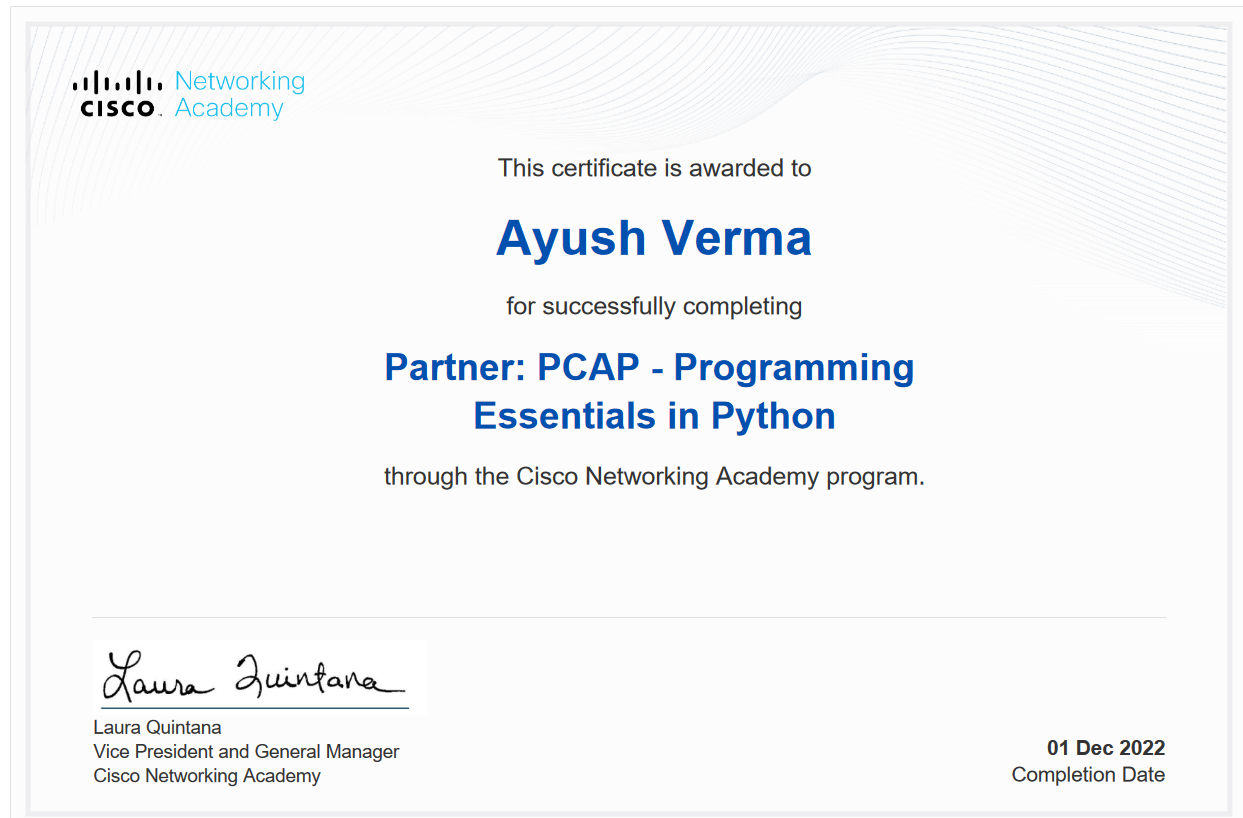 Networking
CISCO Academy
This certificate is awarded to
Ayush Verma
for successfully completing
Partner: PCAP - Programming
Essentials in Python
through the Cisco Networking Academy program.
Laura Quintana
Laura Quintana
Vice President and General Manager
Cisco Networking Academy
01 Dec 2022
Completion Date